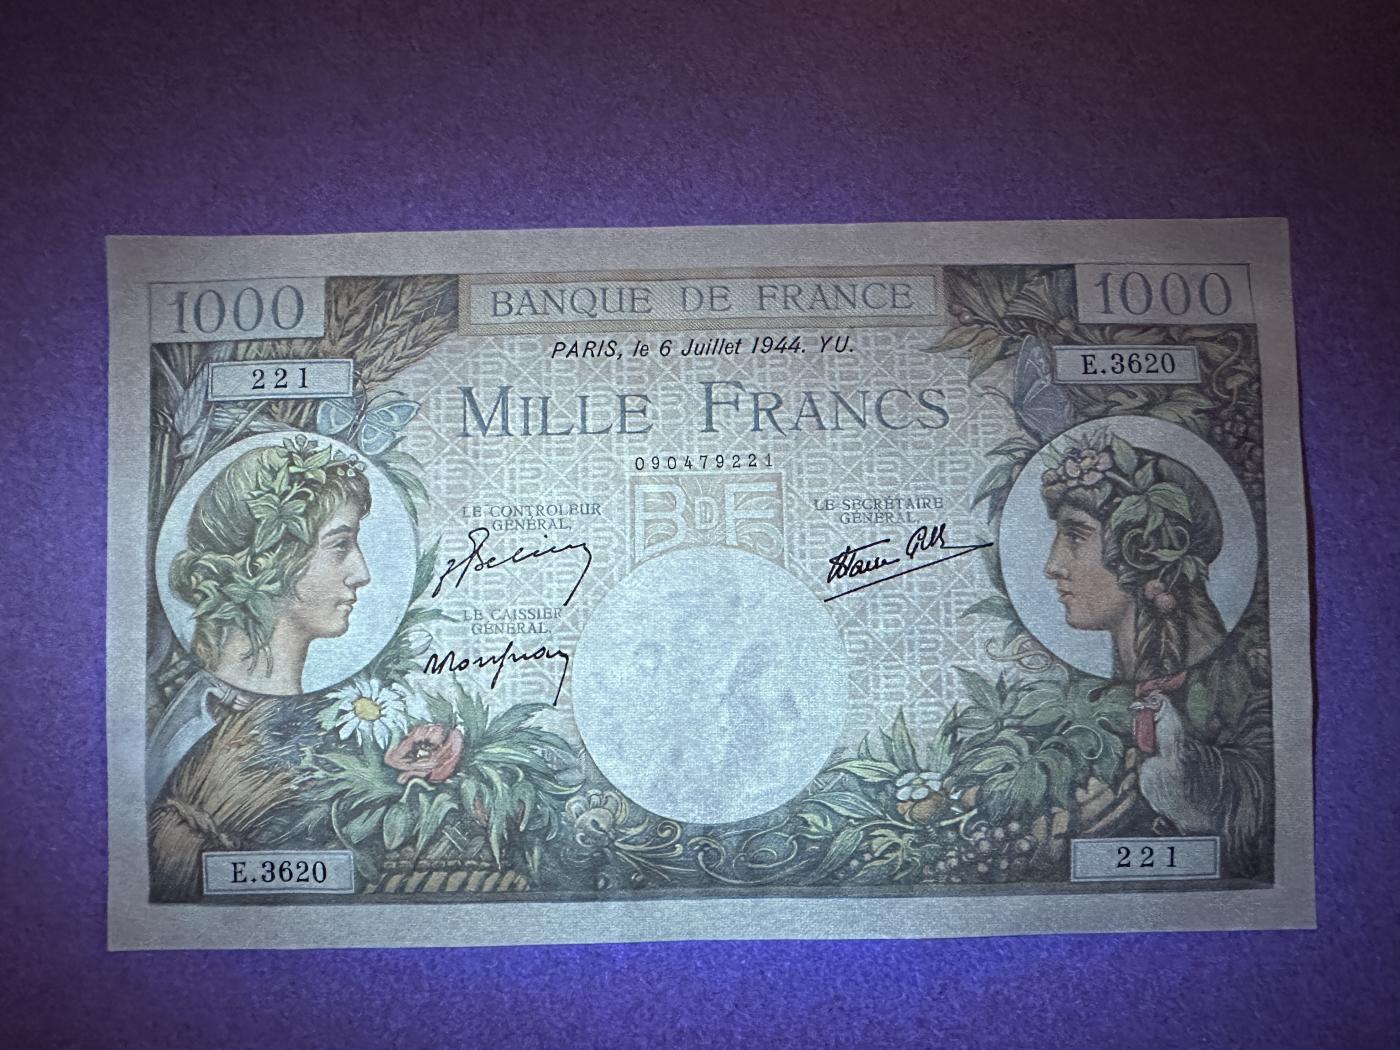 1000 BANQUE DE FRANCE 1000
PARIS, le 6 Juillet 1944. YU.
221 E.3620
MILLE FRANCS
090479221
BDF
LE CONTROLEUR
GÉNÉRAL,
LE SECRÉTAIRE
GÉNÉRAL
LE CAISSIER
GÉNÉRAL,
E.3620 221